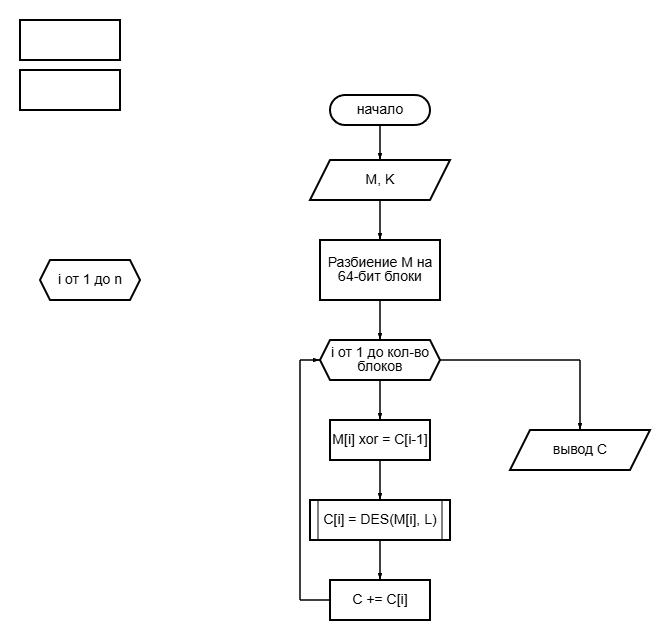 начало
M, K
Разбиение M на
64-бит блоки
i от 1 до n
i от 1 до кол-во
блоков
M[i] xor = C[i-1]
вывод C
C[i] = DES(M[i], L)
C += C[i]